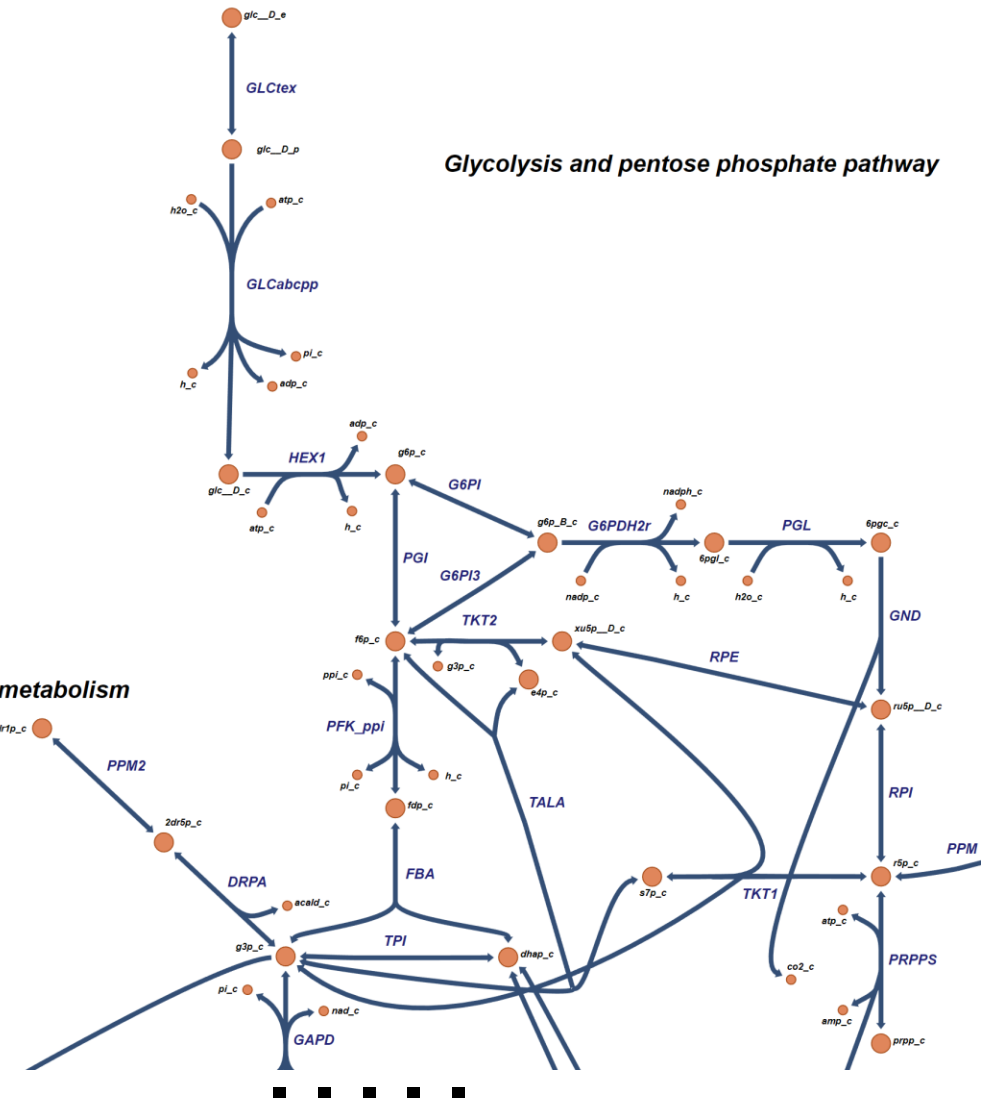 glc__D_e
GLCtex
glc__D_p
Glycolysis and pentose phosphate pathway
h2o_c
atp_c
GLCabcpp
pi_c
h_c
adp_c
adp_c
HEX1
g6p_c
glc__D_c
G6PI
nadph_c
atp_c
h_c
g6p_B_c
G6PDH2r
PGL
6pgc_c
PGI
6pgl_c
G6PI3
nadp_c
h_c
h2o_c
h_c
GND
TKT2
f6p_c
xu5p__D_c
RPE
g3p_c
ppi_c
e4p_c
metabolism
ru5p__D_c
r1p_c
PFK_ppi
PPM2
pi_c
h_c
RPI
fdp_c
TALA
2dr5p_c
PPM
r5p_c
FBA
DRPA
s7p_c
TKT1
acald_c
atp_c
g3p_c
TPI
dhap_c
PRPPS
co2_c
pi_c
nad_c
amp_c
GAPD
prpp_c